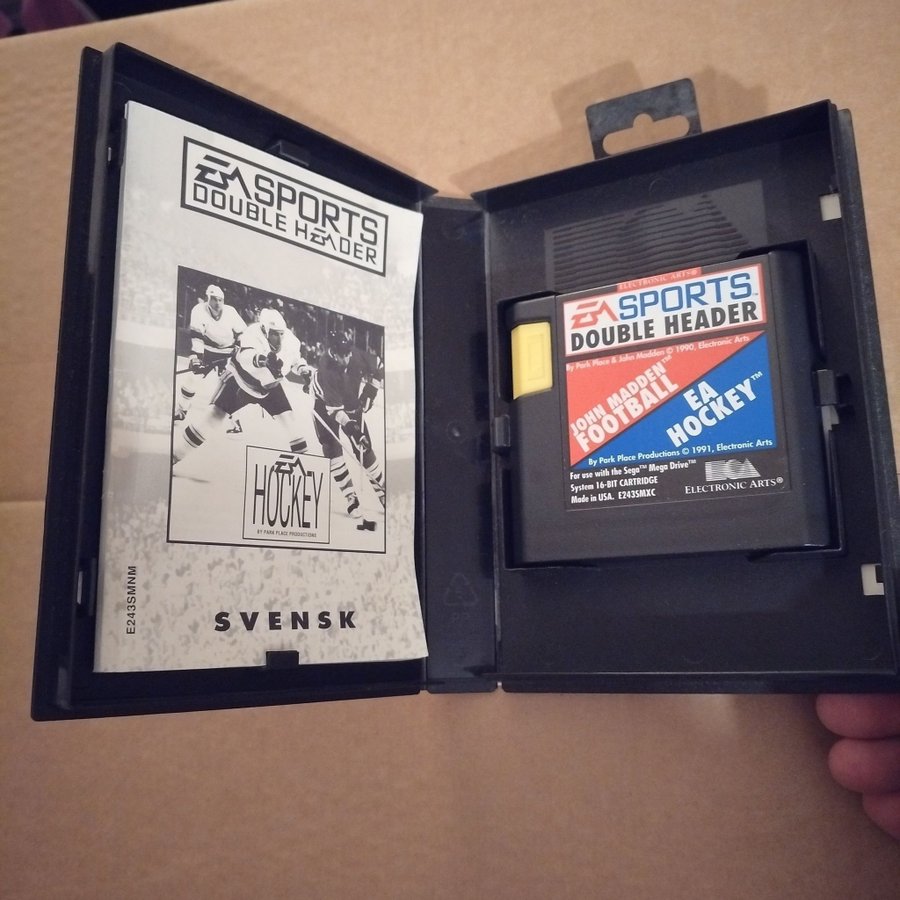 EA SPORTS
DOUBLE HEADER
EA
HOCKEY
BY PARK PLACE PRODUCTIONS
E243SMNM
SVENSK
ELECTRONIC ARTS®
EA SPORTS™
DOUBLE HEADER
By Park Place & John Madden © 1990, Electronic Arts
JOHN MADDEN™
FOOTBALL
EA
HOCKEY™
By Park Place Productions © 1991, Electronic Arts
For use with the Sega™ Mega Drive™
System 16-BIT CARTRIDGE
Made in USA. E243SMXC
ELECTRONIC ARTS®